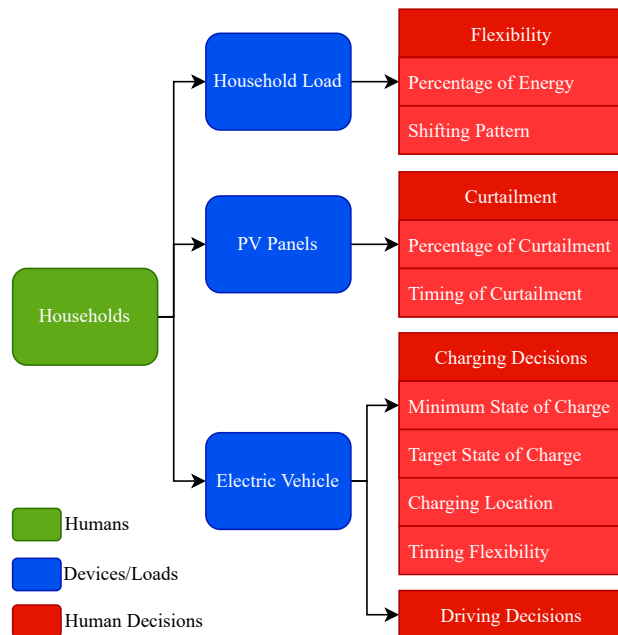 Households
Household Load
Flexibility
Percentage of Energy
Shifting Pattern
PV Panels
Curtailment
Percentage of Curtailment
Timing of Curtailment
Electric Vehicle
Charging Decisions
Minimum State of Charge
Target State of Charge
Charging Location
Timing Flexibility
Driving Decisions
Humans
Devices/Loads
Human Decisions